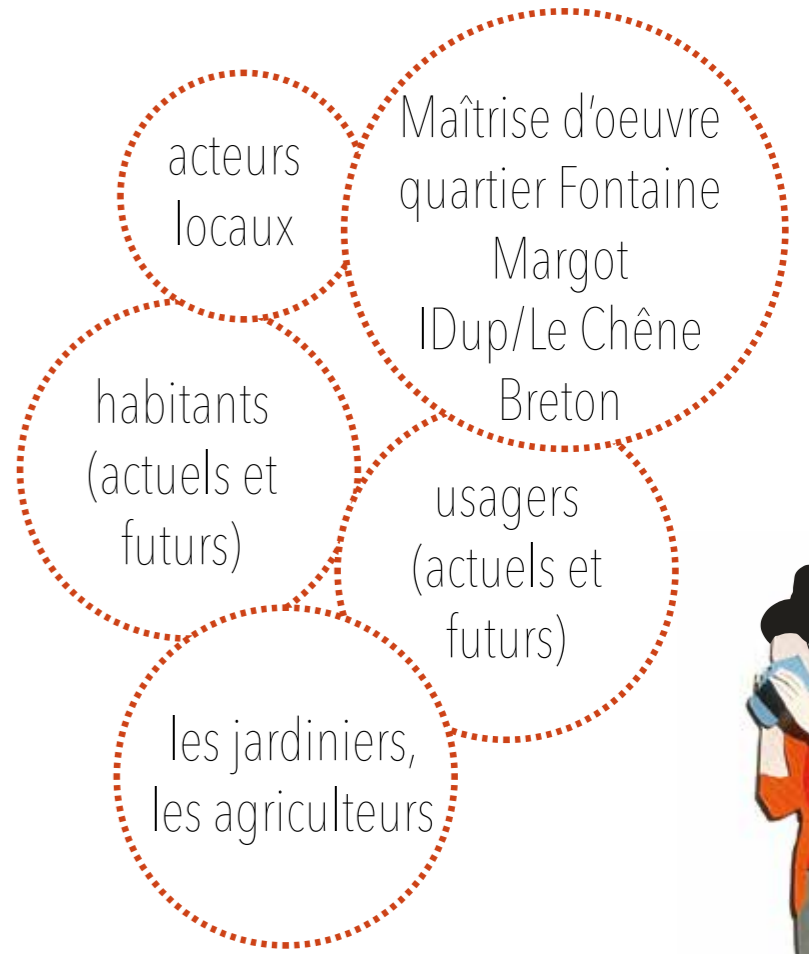 acteurs
locaux
Maîtrise d'oeuvre
quartier Fontaine
Margot
IDup/Le Chêne
Breton
habitants
(actuels et
futurs)
usagers
(actuels et
futurs)
les jardiniers,
les agriculteurs